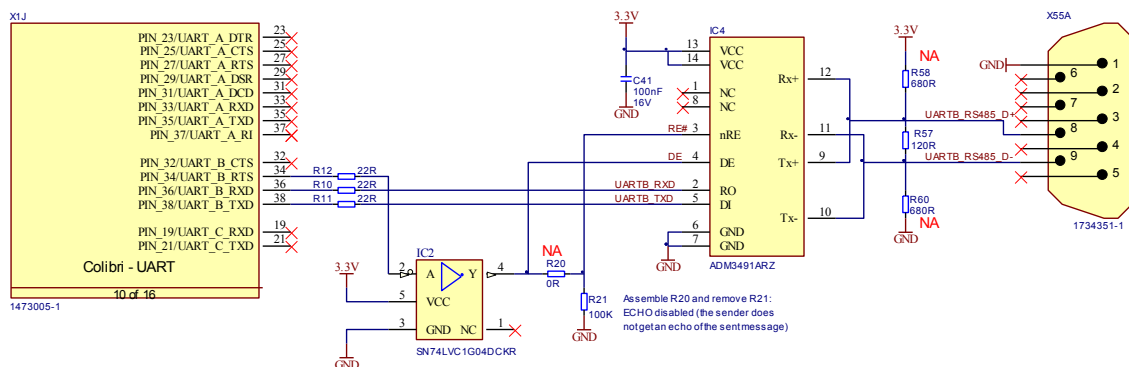 X1J
PIN_23/UART_A_DTR 23
PIN_25/UART_A_CTS 25
PIN_27/UART_A_RTS 27
PIN_29/UART_A_DSR 29
PIN_31/UART_A_DCD 31
PIN_33/UART_A_RXD 33
PIN_35/UART_A_TXD 35
PIN_37/UART_A_RI 37
PIN_32/UART_B_CTS 32
PIN_34/UART_B_RTS 34
PIN_36/UART_B_RXD 36
PIN_38/UART_B_TXD 38
PIN_19/UART_C_RXD 19
PIN_21/UART_C_TXD 21
Colibri - UART
10 of 16
1473005-1
R12 22R
R10 22R
R11 22R
3.3V
IC2
2 A Y 4
5 VCC
3 GND NC 1
GND
SN74LVC1G04DCKR
NA
R20
0R
R21
100K
GND
Assemble R20 and remove R21:
ECHO disabled (the sender does
not get an echo of the sent message)
3.3V
C41
100nF
16V
GND
RE#
DE
UARTB_RXD
UARTB_TXD
GND
IC4
13 VCC
14 VCC
1 NC
8 NC
3 nRE
4 DE
2 RO
5 DI
6 GND
7 GND
Rx+ 12
Rx- 11
Tx+ 9
Tx- 10
ADM3491ARZ
3.3V
NA
R58
680R
UARTB_RS485_D+
R57
120R
UARTB_RS485_D-
R60
680R
NA
GND
X55A
GND
1
6
2
7
3
8
4
9
5
1734351-1